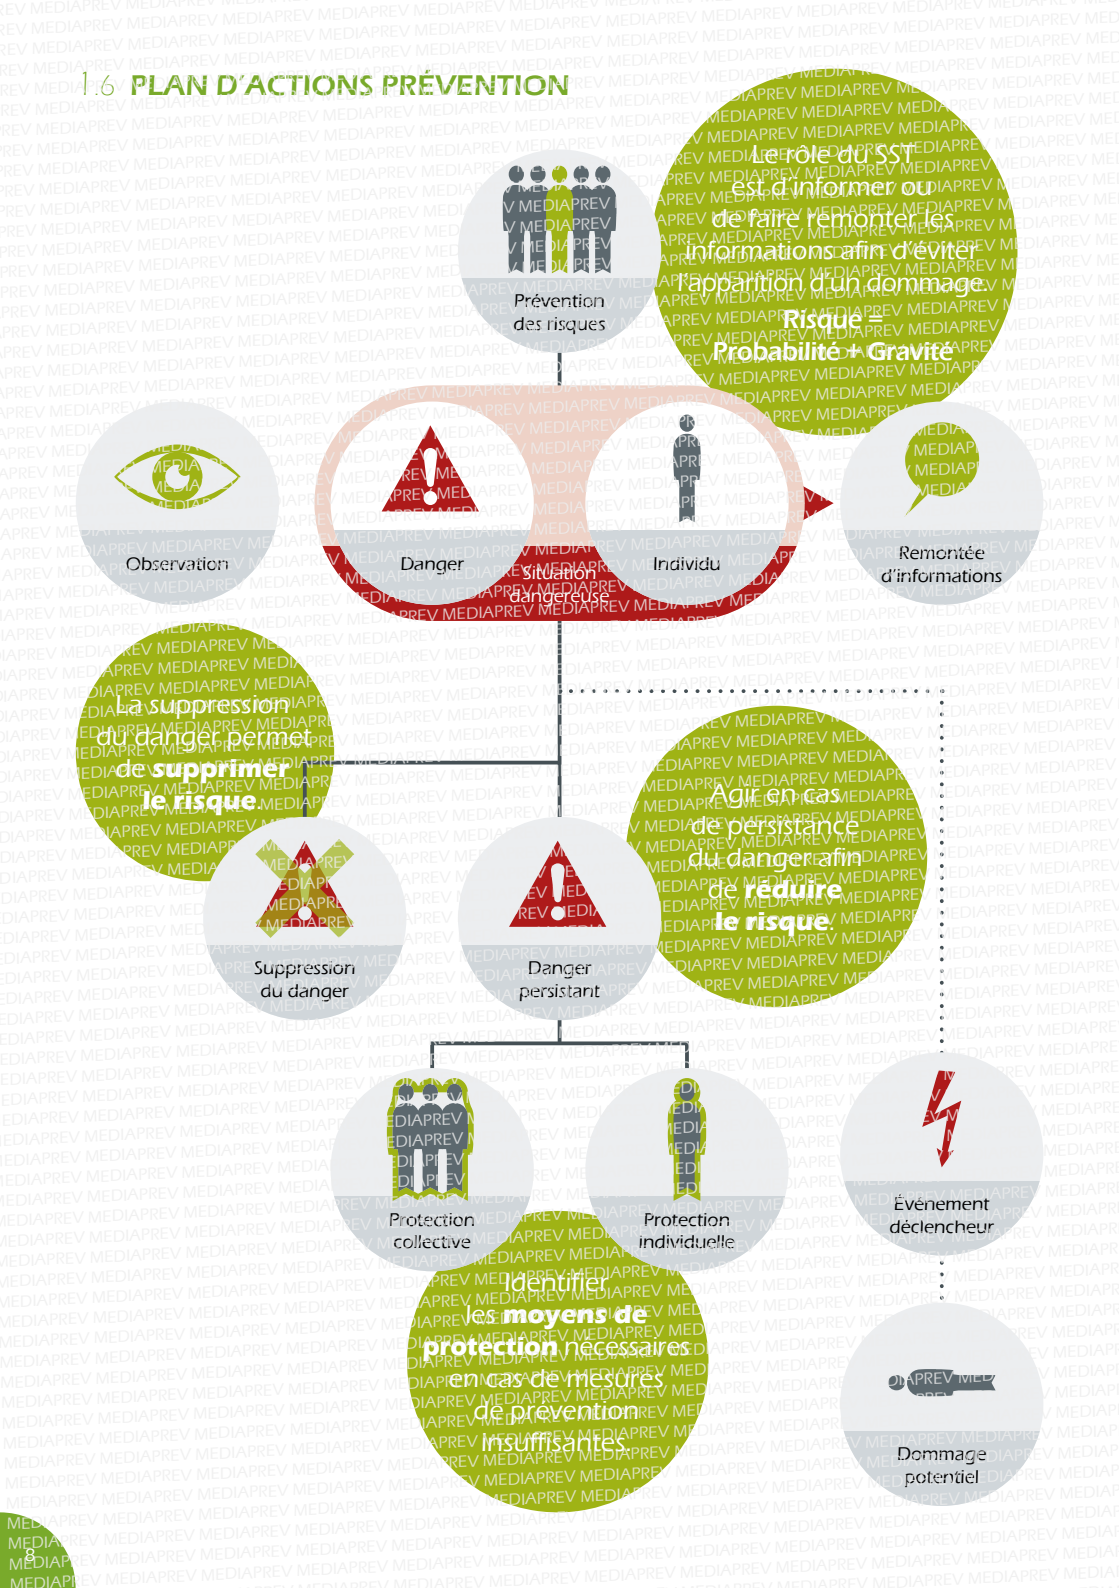 1.6 PLAN D'ACTIONS PRÉVENTION
Le rôle du SST
est d'informer ou
de faire remonter les
informations afin d'éviter
l'apparition d'un dommage.
Risque =
Probabilité + Gravité
Prévention
des risques
Observation
Danger
Situation
dangereuse
Individu
Remontée
d'informations
La suppression
du danger permet
de supprimer
le risque.
Agir en cas
de persistance
du danger afin
de réduire
le risque.
Suppression
du danger
Danger
persistant
Protection
collective
Protection
individuelle
Événement
déclencheur
Identifier
les moyens de
protection nécessaires
en cas de mesures
de prévention
insuffisantes.
Dommage
potentiel
8
MEDIAPREV